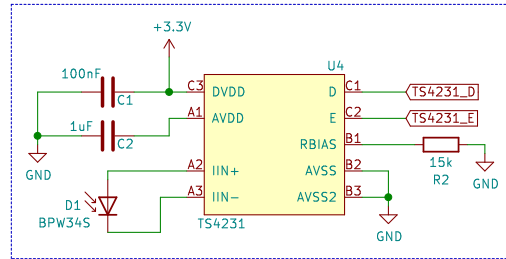 +3.3V
U4
100nF
C1
C3 DVDD D C1 TS4231_D
1uF
C2
A1 AVDD E C2 TS4231_E
RBIAS B1
15k
R2
GND
GND
A2 IIN+ AVSS B2
A3 IIN- AVSS2 B3
D1
BPW34S
TS4231
GND